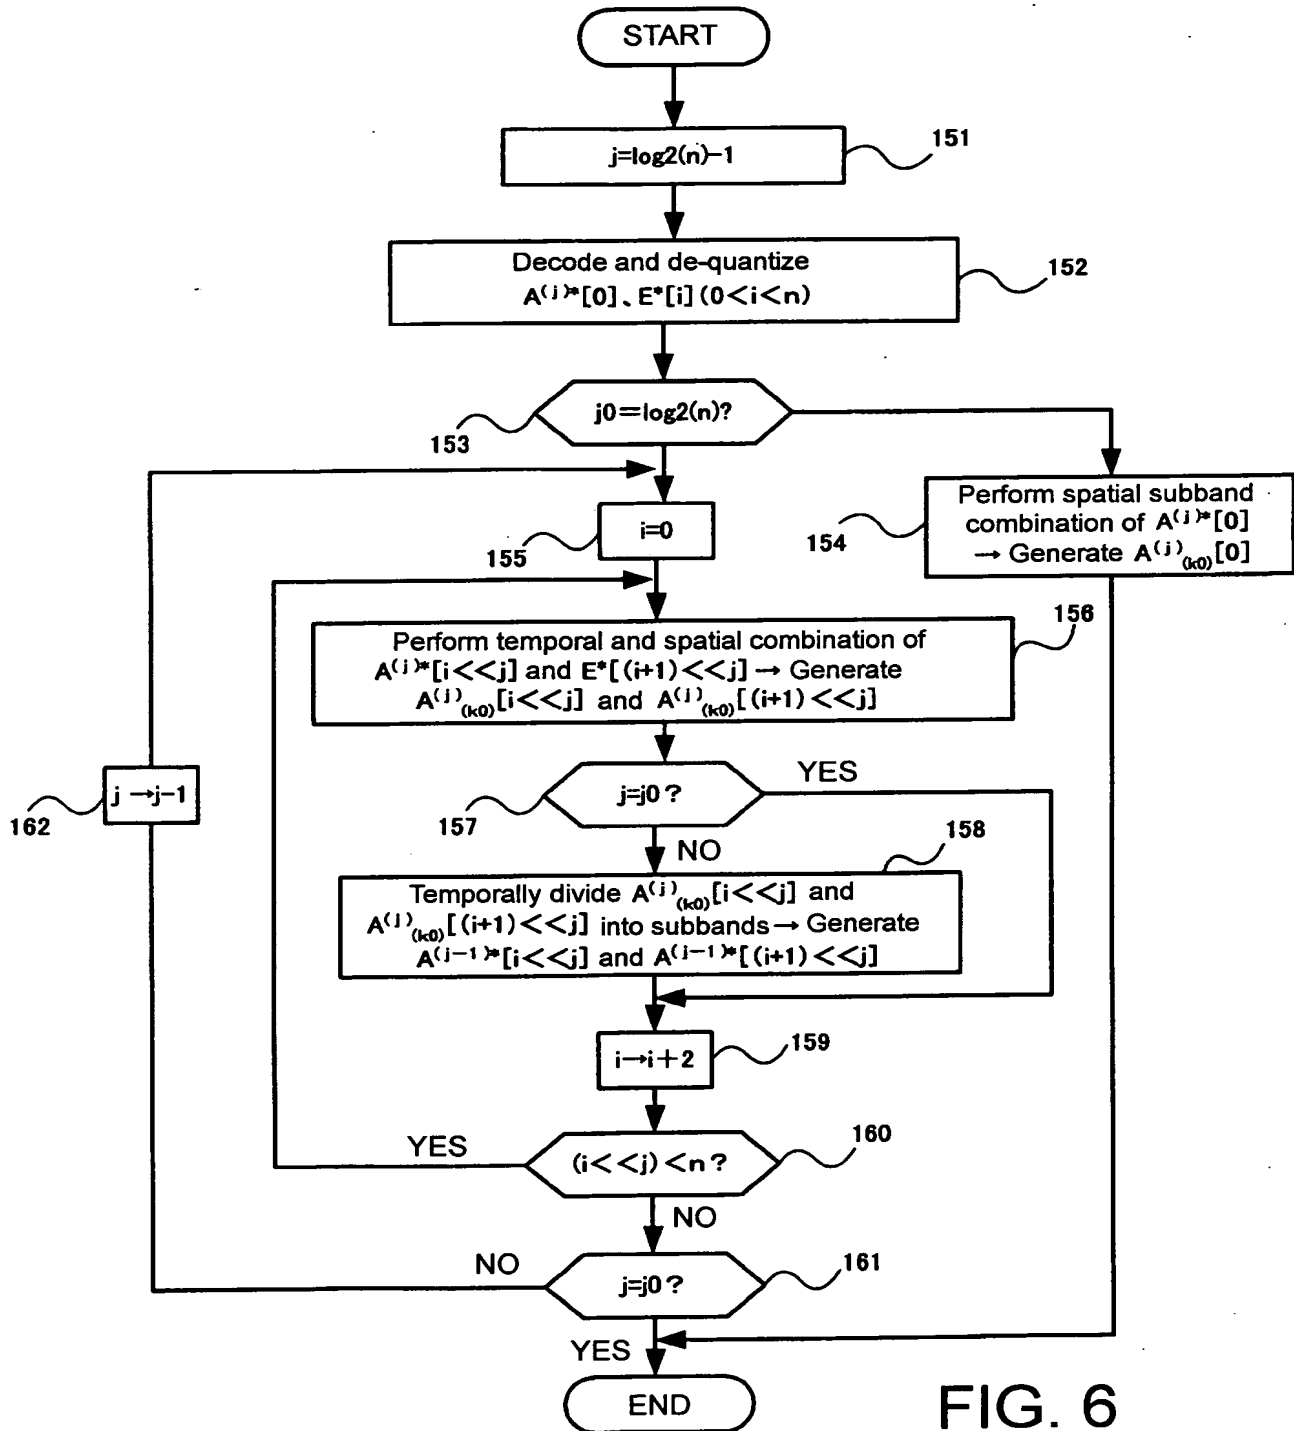 START
j=log2(n)-1
151
Decode and de-quantize
A(j)*[0]、E*[i](0<i<n)
152
j0=log2(n)?
153
Perform spatial subband
combination of A(j)*[0]
→ Generate A(j)(k0)[0]
154
i=0
155
Perform temporal and spatial combination of
A(j)*[i<<j] and E*[(i+1)<<j] → Generate
A(j)(k0)[i<<j] and A(j)(k0)[(i+1)<<j]
156
j=j0?
YES
157
NO
j→j-1
162
158
Temporally divide A(j)(k0)[i<<j] and
A(j)(k0)[(i+1)<<j] into subbands → Generate
A(j-1)*[i<<j] and A(j-1)*[(i+1)<<j]
i→i+2
159
YES
(i<<j)<n?
160
NO
NO
j=j0?
161
YES
END
FIG. 6